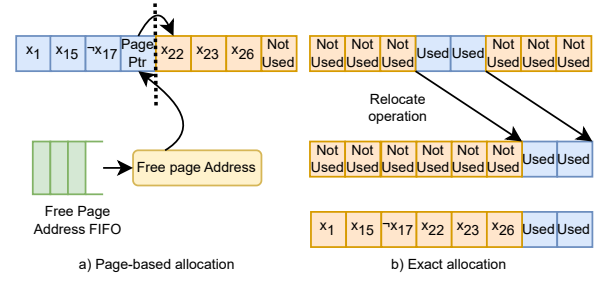 x1 x15 ¬x17 Page Ptr x22 x23 x26 Not Used
Free page Address
Free Page
Address FIFO
a) Page-based allocation
Not Used Not Used Not Used Used Used Not Used Not Used Not Used
Relocate
operation
Not Used Not Used Not Used Not Used Not Used Not Used Used Used
x1 x15 ¬x17 x22 x23 x26 Used Used
b) Exact allocation